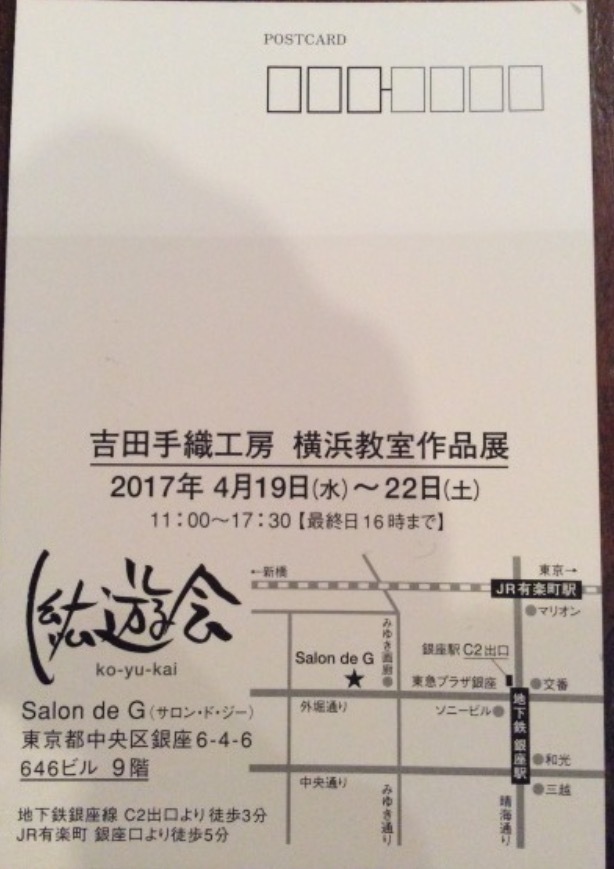 POSTCARD
吉田手織工房 横浜教室作品展
2017年 4月19日(水)〜22日(土)
11：00〜17：30【最終日16時まで】
紘遊会
ko-yu-kai
Salon de G（サロン・ド・ジー）
東京都中央区銀座6-4-6
646ビル 9階
地下鉄銀座線 C2出口より徒歩3分
JR有楽町 銀座口より徒歩5分
←新橋
東京→
JR有楽町駅
マリオン
みゆき画廊
銀座駅 C2出口
Salon de G
東急プラザ銀座
交番
外堀通り
ソニービル
地下鉄 銀座駅
和光
中央通り
三越
みゆき通り
晴海通り